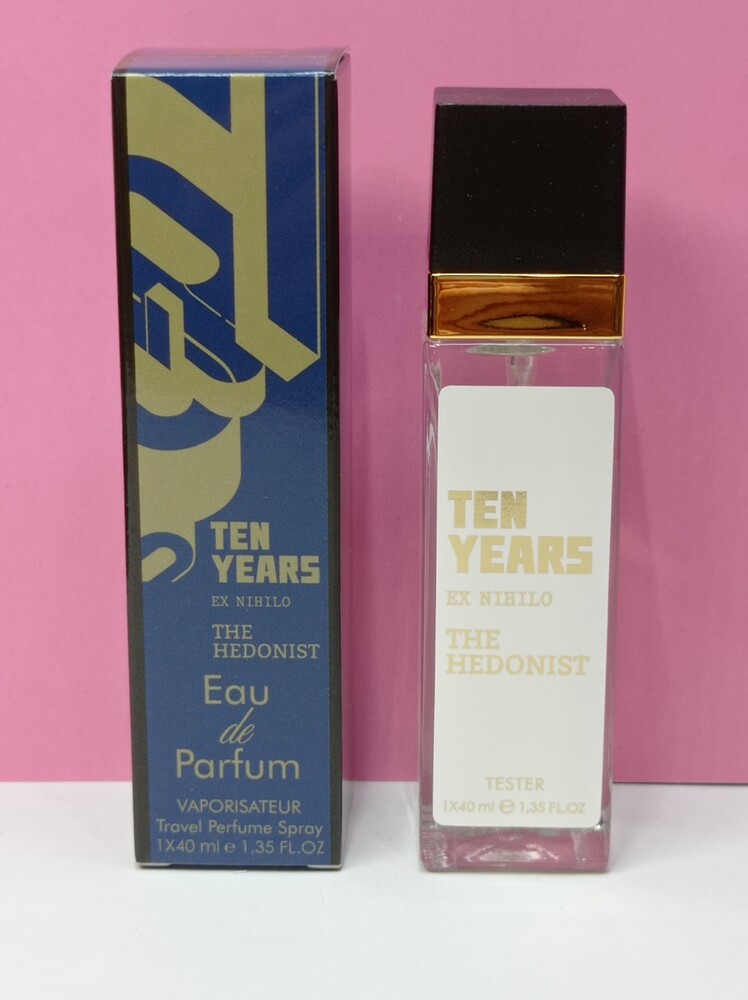 TEN
YEARS
EX NIHILO
THE
HEDONIST
Eau
de
Parfum
VAPORISATEUR
Travel Perfume Spray
1X40 ml e 1,35 FL.OZ
TEN
YEARS
EX NIHILO
THE
HEDONIST
TESTER
1X40 ml e 1,35 FL.OZ